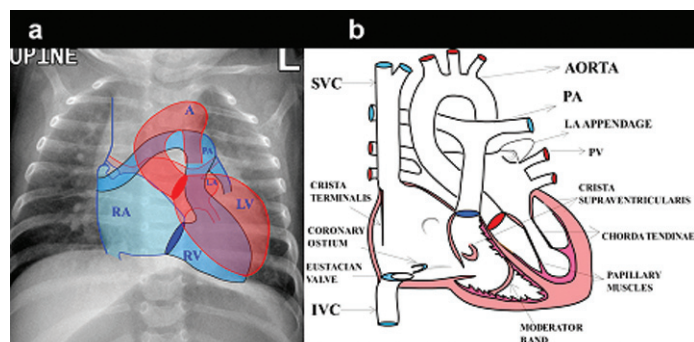 a
b
UPINE
L
A
PA
LA
LV
RA
RV
SVC
AORTA
PA
LA APPENDAGE
PV
CRISTA
TERMINALIS
CORONARY
OSTIUM
EUSTACIAN
VALVE
IVC
CRISTA
SUPRAVENTRICULARIS
CHORDA TENDINAE
PAPILLARY
MUSCLES
MODERATOR
BAND